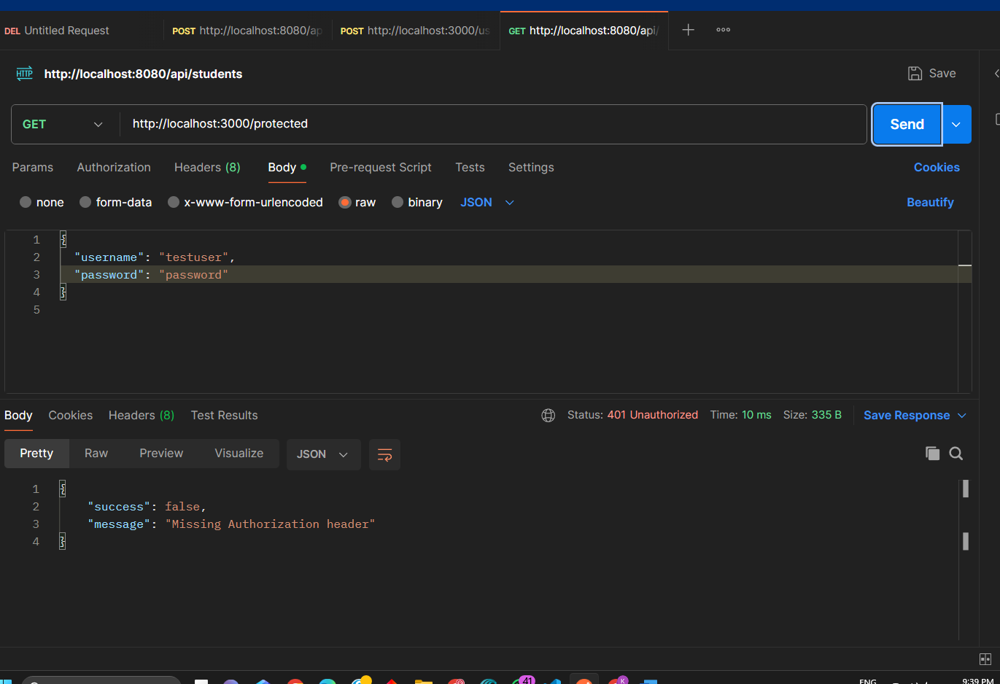 DEL Untitled Request POST http://localhost:8080/ap POST http://localhost:3000/us GET http://localhost:8080/api/
HTTP http://localhost:8080/api/students Save
GET http://localhost:3000/protected Send
Params Authorization Headers (8) Body Pre-request Script Tests Settings Cookies
none form-data x-www-form-urlencoded raw binary JSON Beautify
1 {
2 "username": "testuser",
3 "password": "password"
4 }
5
Body Cookies Headers (8) Test Results Status: 401 Unauthorized Time: 10 ms Size: 335 B Save Response
Pretty Raw Preview Visualize JSON
1 {
2 "success": false,
3 "message": "Missing Authorization header"
4 }
41 K ENG 9:39 PM